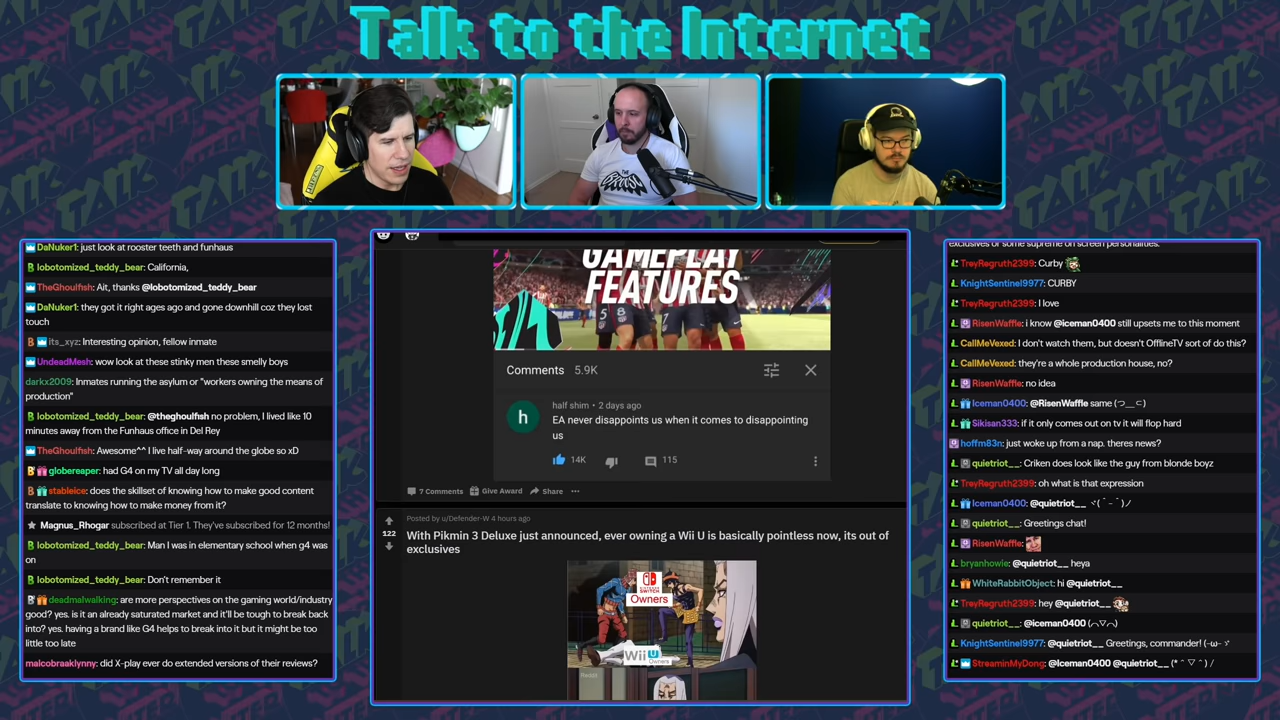 Talk to the Internet
DaNuker1: just look at rooster teeth and funhaus
lobotomized_teddy_bear: California,
TheGhoulfish: Ait, thanks @lobotomized_teddy_bear
DaNuker1: they got it right ages ago and gone downhill coz they lost
touch
its_xyz: Interesting opinion, fellow inmate
UndeadMesh: wow look at these stinky men these smelly boys
darkx2009: Inmates running the asylum or "workers owning the means of
production"
lobotomized_teddy_bear: @theghoulfish no problem, I lived like 10
minutes away from the Funhaus office in Del Rey
TheGhoulfish: Awesome^^ I live half-way around the globe so xD
globereaper: had G4 on my TV all day long
stableice: does the skillset of knowing how to make good content
translate to knowing how to make money from it?
Magnus_Rhogar subscribed at Tier 1. They've subscribed for 12 months!
lobotomized_teddy_bear: Man I was in elementary school when g4 was
on
lobotomized_teddy_bear: Don't remember it
deadmalwalking: are more perspectives on the gaming world/industry
good? yes. is it an already saturated market and it'll be tough to break back
into? yes. having a brand like G4 helps to break into it but it might be too
little too late
malcobraaklynny: did X-play ever do extended versions of their reviews?
GAMEPLAY
FEATURES
Comments 5.9K
h
half shim • 2 days ago
EA never disappoints us when it comes to disappointing
us
14K 115
7 Comments Give Award Share
Posted by u/Defender-W 4 hours ago
122
With Pikmin 3 Deluxe just announced, ever owning a Wii U is basically pointless now, its out of
exclusives
NINTENDO
SWITCH
Owners
Wii U
Owners
exclusives or some supreme on screen personalities.
TreyRegruth2399: Curby
KnightSentinel9977: CURBY
TreyRegruth2399: I love
RisenWaffle: i know @iceman0400 still upsets me to this moment
CallMeVexed: I don't watch them, but doesn't OfflineTV sort of do this?
CallMeVexed: they're a whole production house, no?
RisenWaffle: no idea
Iceman0400: @RisenWaffle same (つ__⊂)
Sikisan333: if it only comes out on tv it will flop hard
hoffm83n: just woke up from a nap. theres news?
quietriot__: Criken does look like the guy from blonde boyz
TreyRegruth2399: oh what is that expression
Iceman0400: @quietriot__
quietriot__: Greetings chat!
RisenWaffle:
bryanhowie: @quietriot__ heya
WhiteRabbitObject: hi @quietriot__
TreyRegruth2399: hey @quietriot__
quietriot__: @iceman0400
KnightSentinel9977: @quietriot__ Greetings, commander!
StreaminMyDong: @Iceman0400 @quietriot__